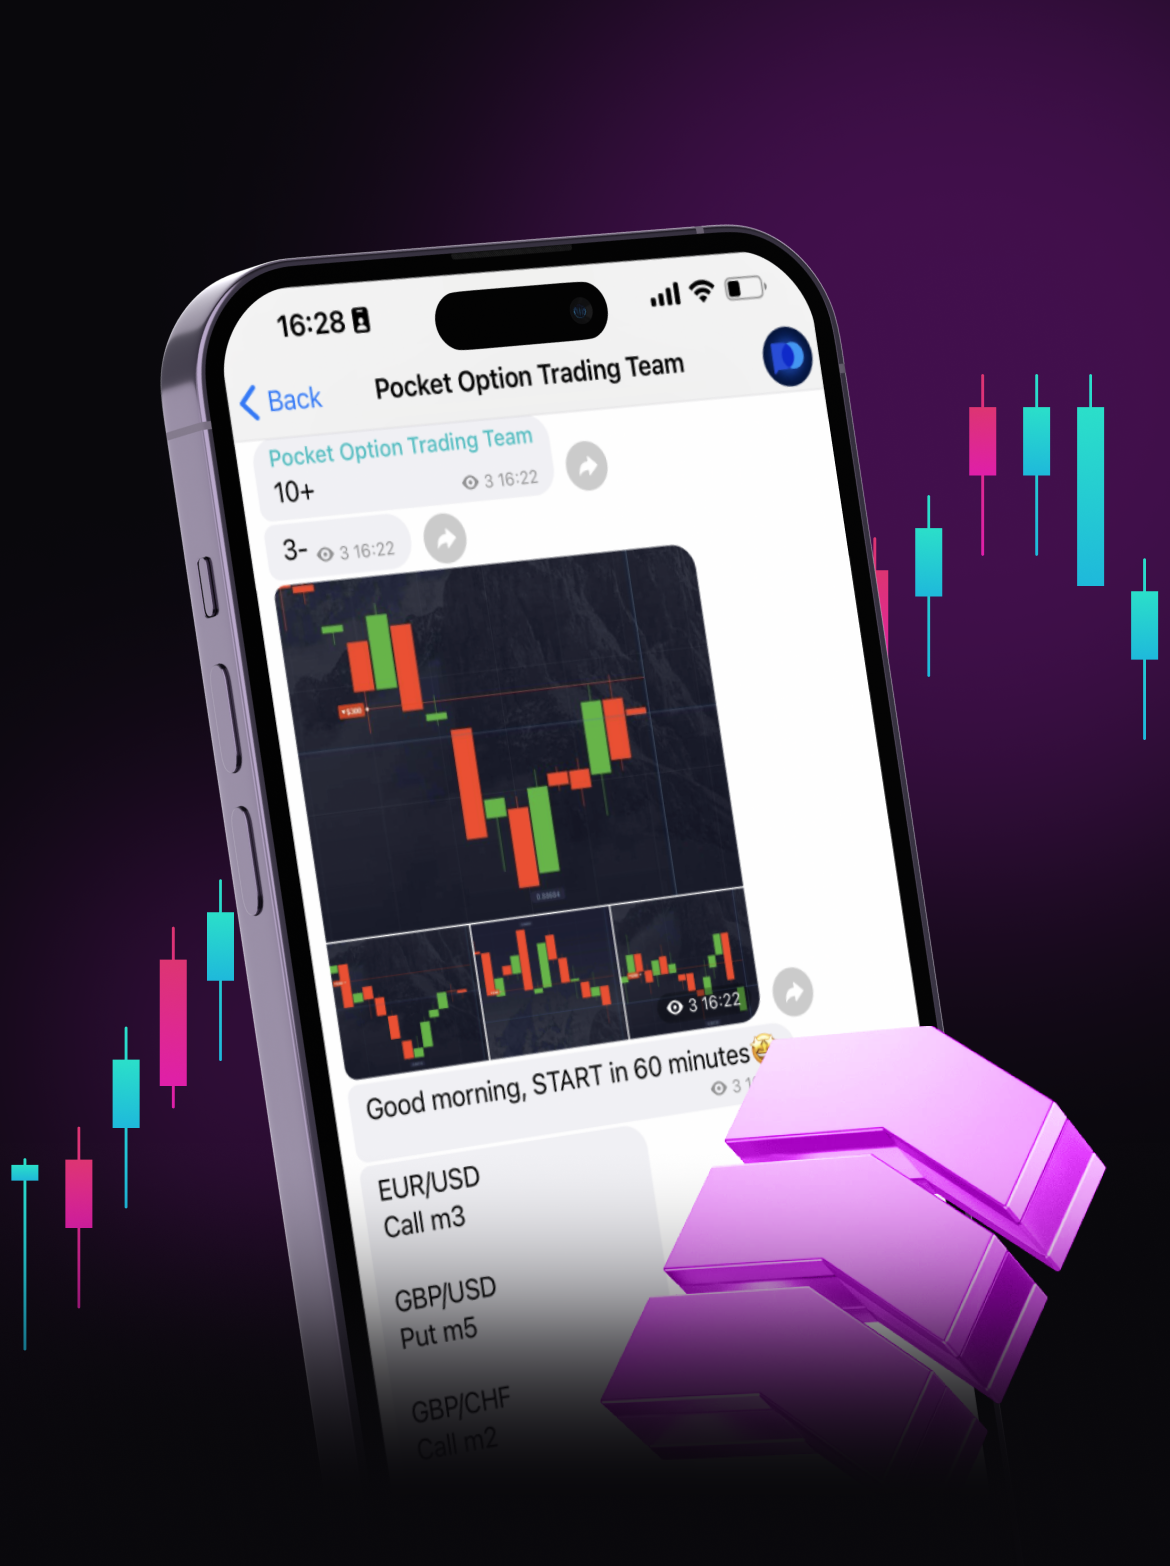 16:28
Back
Pocket Option Trading Team
Pocket Option Trading Team
10+
3 16:22
3-
3 16:22
3 16:22
Good morning, START in 60 minutes🤩
EUR/USD
Call m3
GBP/USD
Put m5
GBP/CHF
Call m2